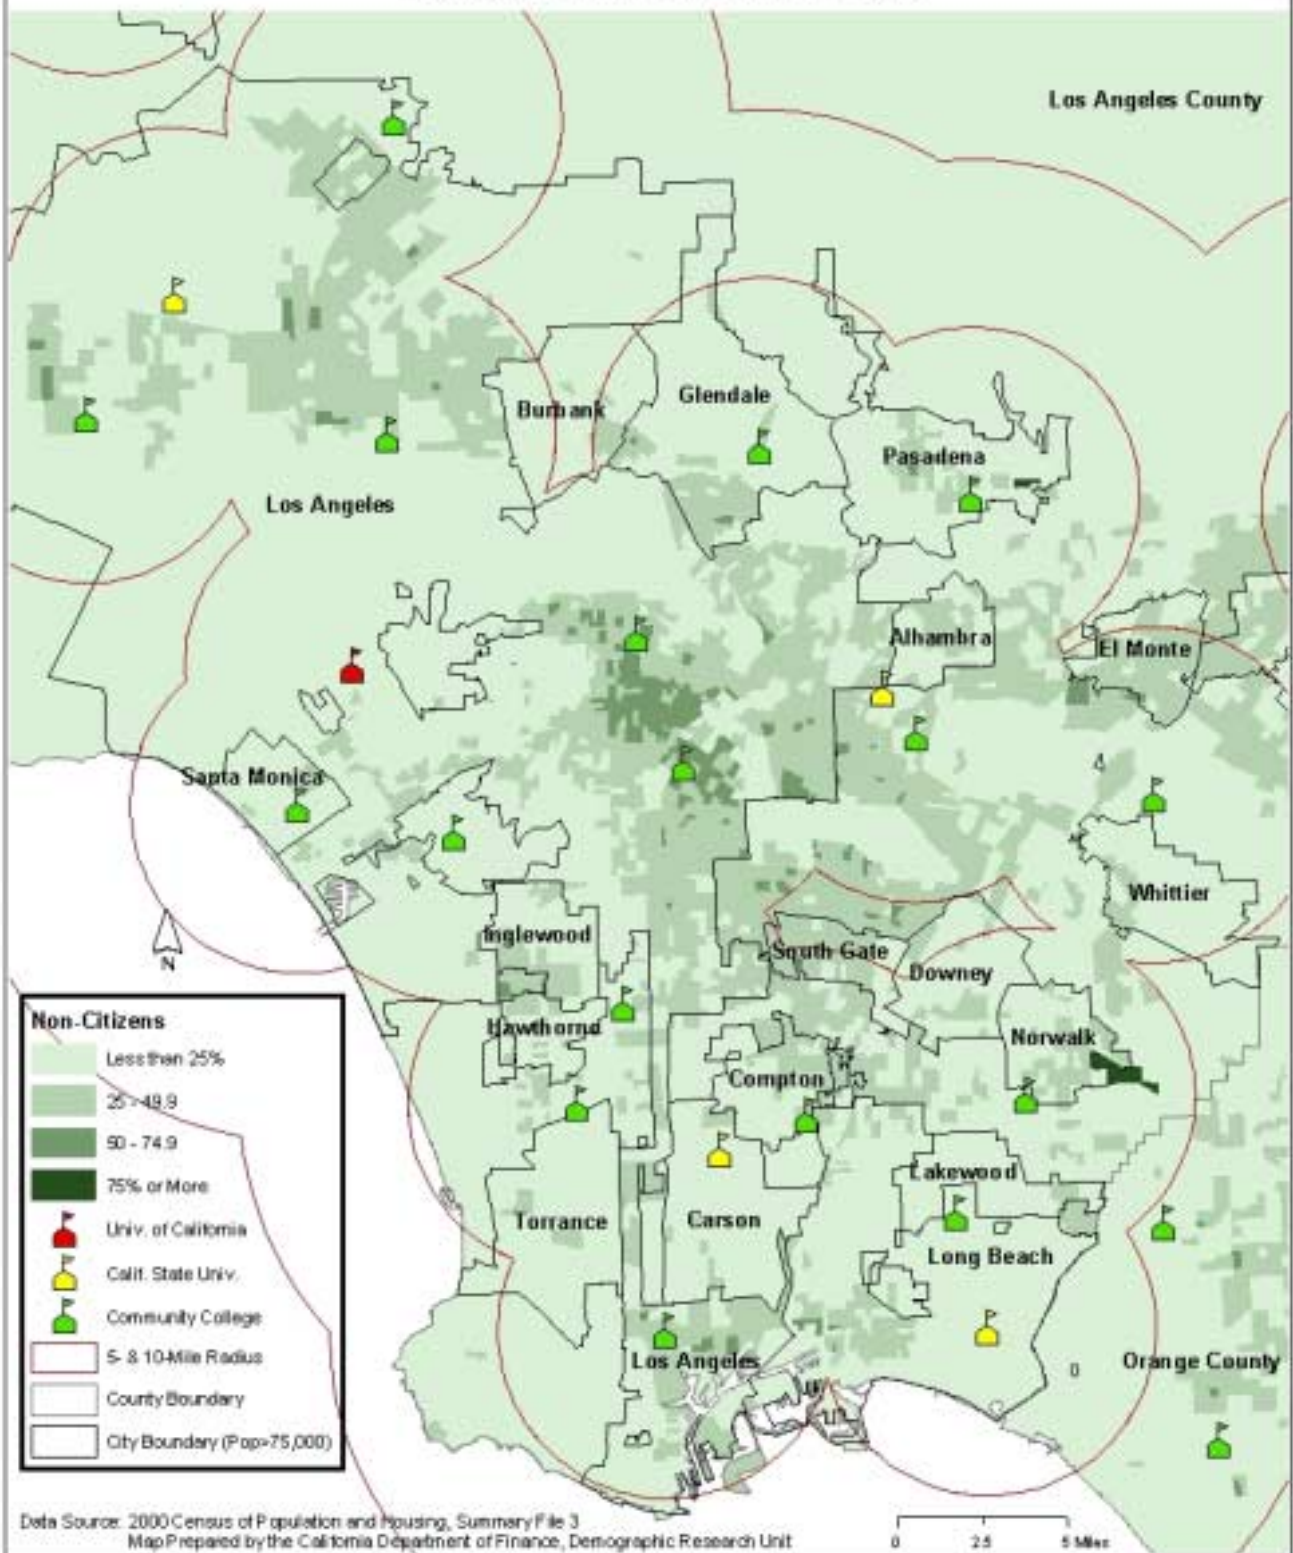 Los Angeles County
Burbank
Glendale
Pasadena
Los Angeles
Alhambra
El Monte
Santa Monica
Whittier
Inglewood
South Gate
Downey
N
Hawthorne
Norwalk
Compton
Lakewood
Torrance
Carson
Long Beach
Los Angeles
Orange County
Non-Citizens
Less than 25%
25 - 49.9
50 - 74.9
75% or More
Univ. of California
Calif. State Univ.
Community College
5- & 10-Mile Radius
County Boundary
City Boundary (Pop>75,000)
Data Source: 2000 Census of Population and Housing, Summary File 3
Map Prepared by the California Department of Finance, Demographic Research Unit
0 2.5 5 Miles